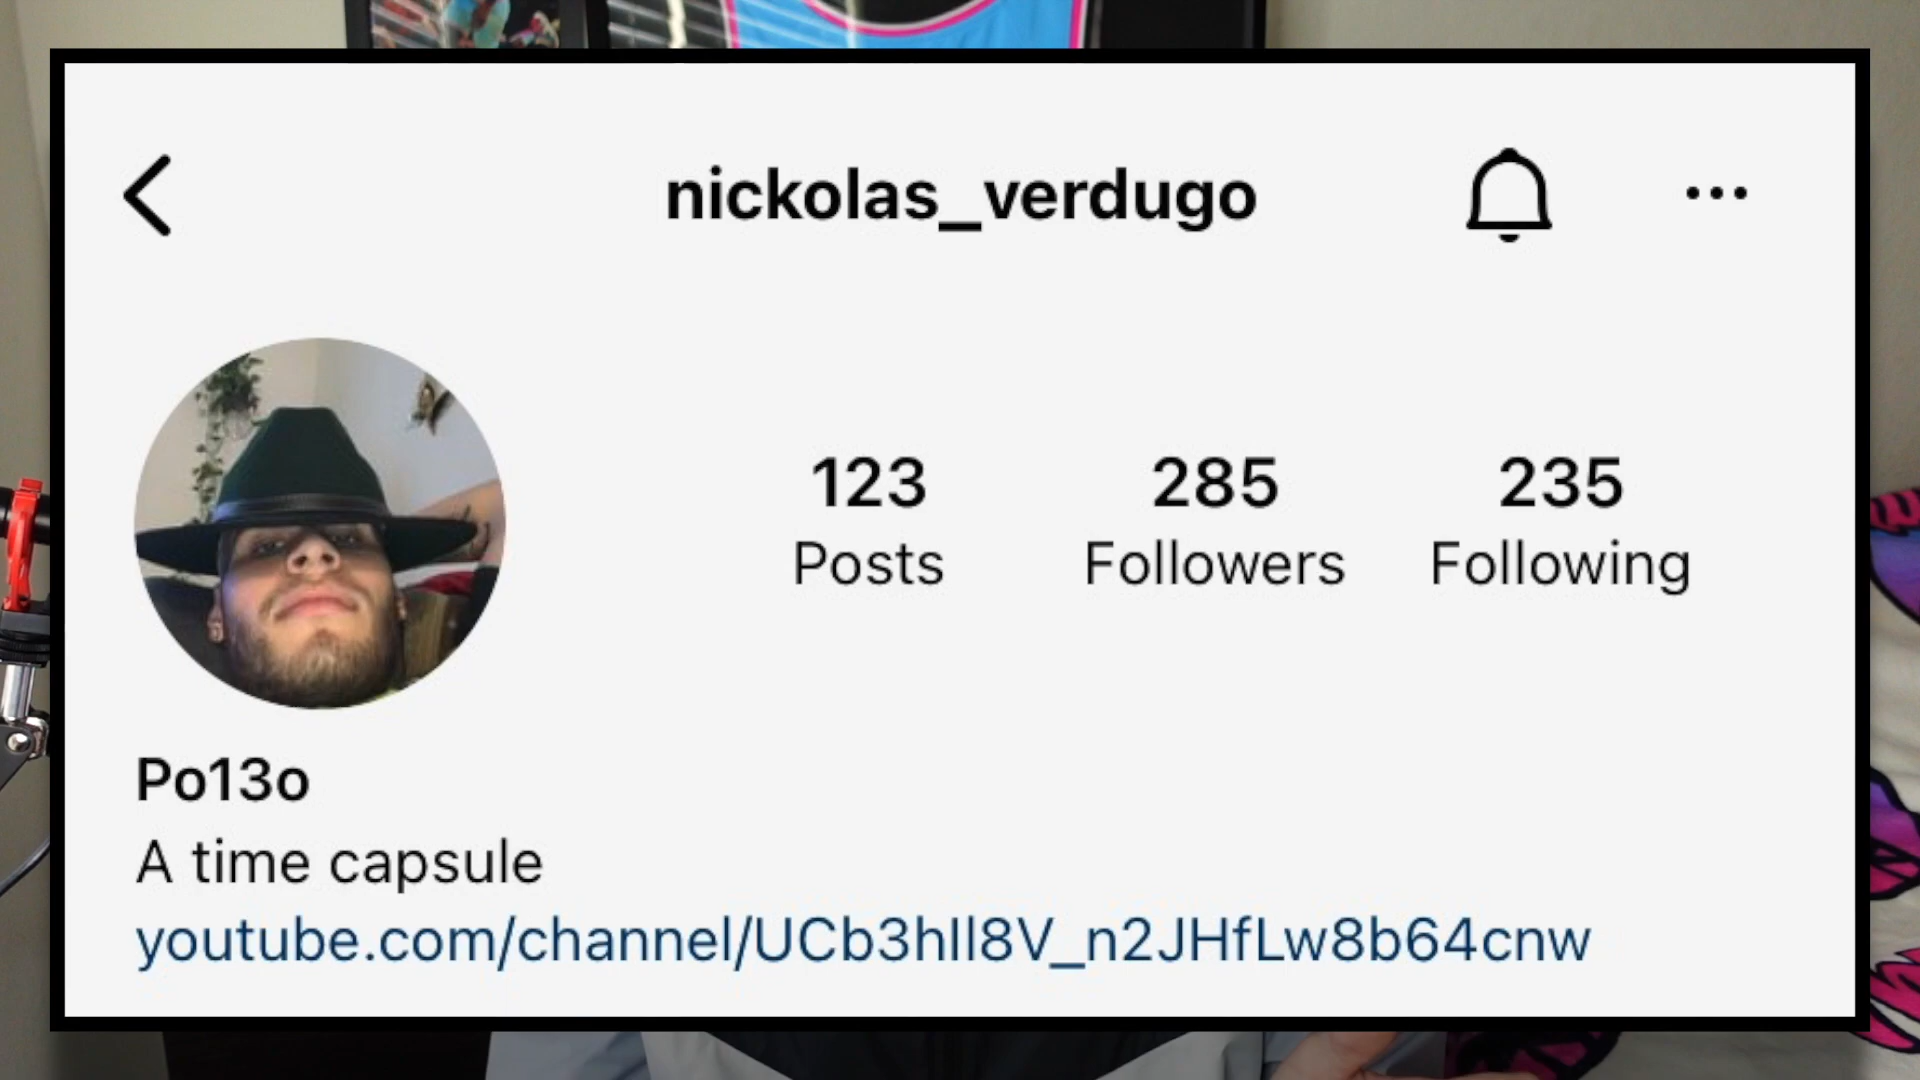 nickolas_verdugo
123 285 235
Posts Followers Following
Po13o
A time capsule
youtube.com/channel/UCb3hIl8V_n2JHfLw8b64cnw